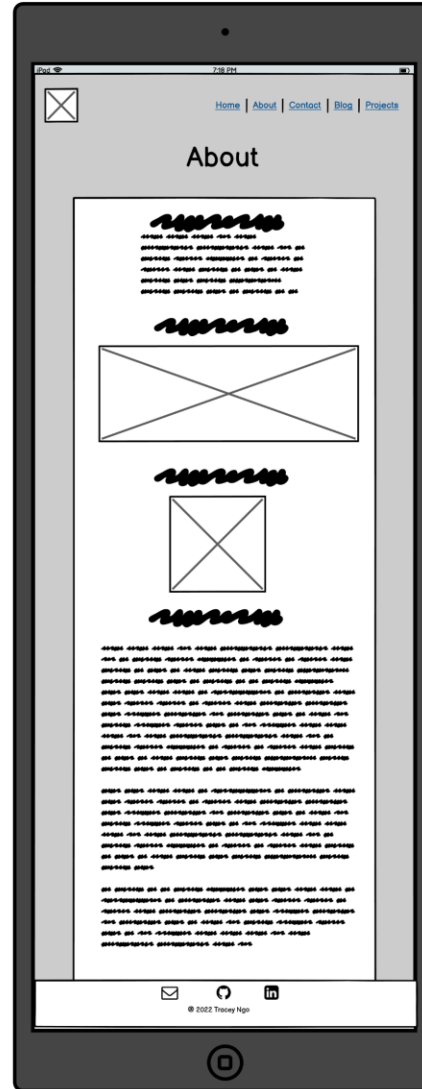 iPad 7:18 PM
Home | About | Contact | Blog | Projects
About
© 2022 Tracey Ngo